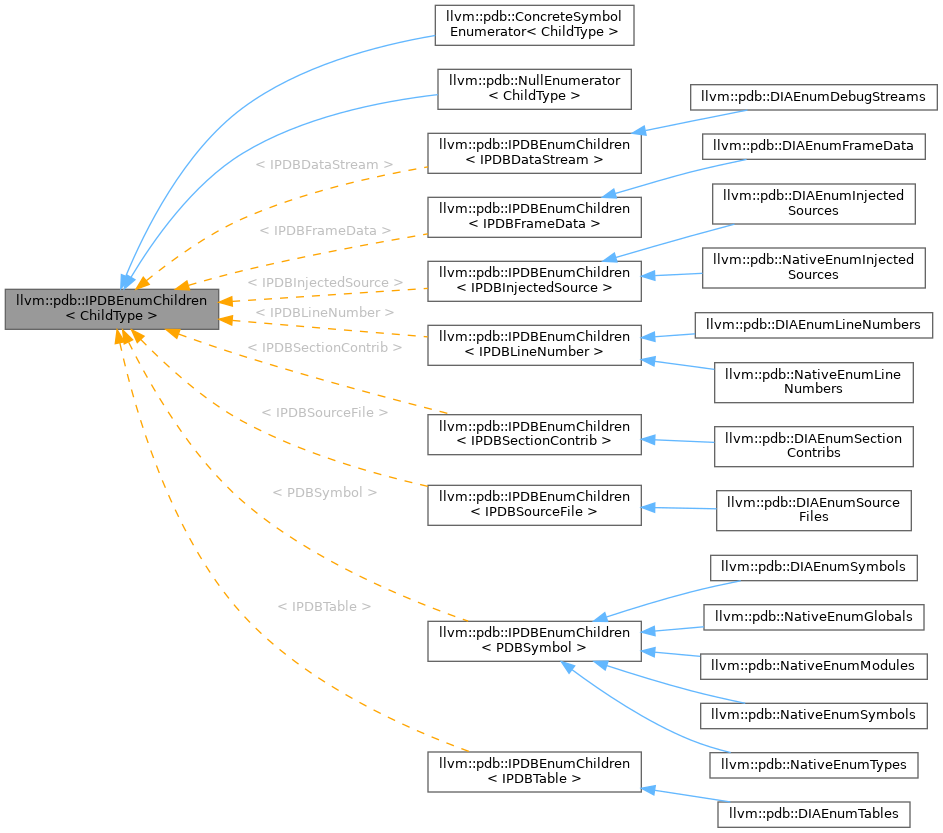 llvm::pdb::ConcreteSymbol
Enumerator< ChildType >
llvm::pdb::NullEnumerator
< ChildType >
llvm::pdb::DIAEnumDebugStreams
llvm::pdb::IPDBEnumChildren
< IPDBDataStream >
llvm::pdb::DIAEnumFrameData
< IPDBDataStream >
llvm::pdb::IPDBEnumChildren
< IPDBFrameData >
llvm::pdb::DIAEnumInjected
Sources
< IPDBFrameData >
llvm::pdb::IPDBEnumChildren
< IPDBInjectedSource >
llvm::pdb::NativeEnumInjected
Sources
< IPDBInjectedSource >
llvm::pdb::IPDBEnumChildren
< ChildType >
< IPDBLineNumber >
llvm::pdb::IPDBEnumChildren
< IPDBLineNumber >
llvm::pdb::DIAEnumLineNumbers
< IPDBSectionContrib >
llvm::pdb::NativeEnumLine
Numbers
< IPDBSourceFile >
llvm::pdb::IPDBEnumChildren
< IPDBSectionContrib >
llvm::pdb::DIAEnumSection
Contribs
< PDBSymbol >
llvm::pdb::IPDBEnumChildren
< IPDBSourceFile >
llvm::pdb::DIAEnumSource
Files
llvm::pdb::DIAEnumSymbols
< IPDBTable >
llvm::pdb::NativeEnumGlobals
llvm::pdb::IPDBEnumChildren
< PDBSymbol >
llvm::pdb::NativeEnumModules
llvm::pdb::NativeEnumSymbols
llvm::pdb::NativeEnumTypes
llvm::pdb::IPDBEnumChildren
< IPDBTable >
llvm::pdb::DIAEnumTables